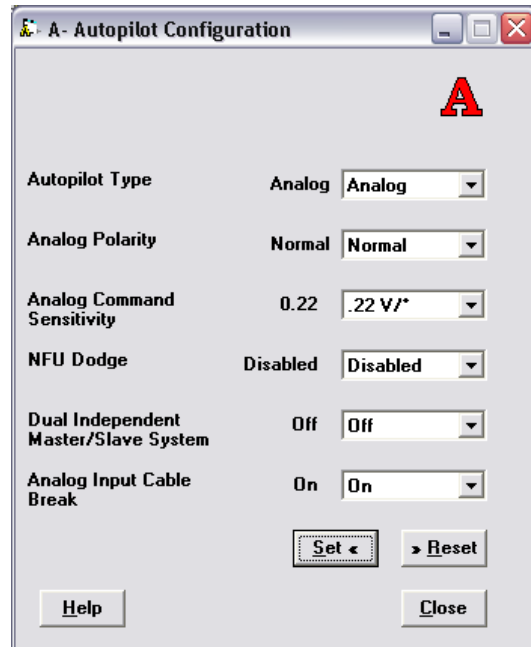 A- Autopilot Configuration
A
Autopilot Type Analog Analog
Analog Polarity Normal Normal
Analog Command
Sensitivity 0.22 .22 V/°
NFU Dodge Disabled Disabled
Dual Independent
Master/Slave System Off Off
Analog Input Cable
Break On On
Set « » Reset
Help Close